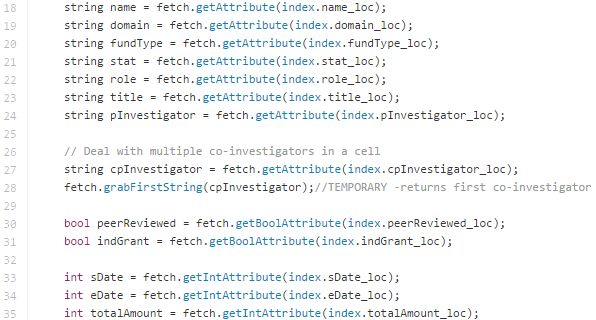 18 string name = fetch.getAttribute(index.name_loc);
19 string domain = fetch.getAttribute(index.domain_loc);
20 string fundType = fetch.getAttribute(index.fundType_loc);
21 string stat = fetch.getAttribute(index.stat_loc);
22 string role = fetch.getAttribute(index.role_loc);
23 string title = fetch.getAttribute(index.title_loc);
24 string pInvestigator = fetch.getAttribute(index.pInvestigator_loc);
25
26 // Deal with multiple co-investigators in a cell
27 string cpInvestigator = fetch.getAttribute(index.cpInvestigator_loc);
28 fetch.grabFirstString(cpInvestigator);//TEMPORARY -returns first co-investigator
29
30 bool peerReviewed = fetch.getBoolAttribute(index.peerReviewed_loc);
31 bool indGrant = fetch.getBoolAttribute(index.indGrant_loc);
32
33 int sDate = fetch.getIntAttribute(index.sDate_loc);
34 int eDate = fetch.getIntAttribute(index.eDate_loc);
35 int totalAmount = fetch.getIntAttribute(index.totalAmount_loc);